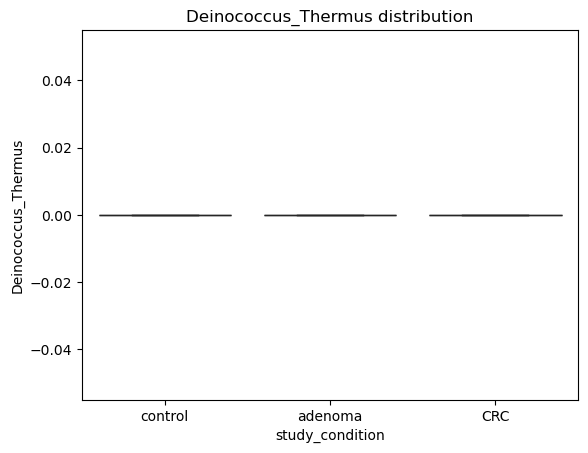 Deinococcus_Thermus distribution
Deinococcus_Thermus
0.04
0.02
0.00
−0.02
−0.04
control
adenoma
CRC
study_condition